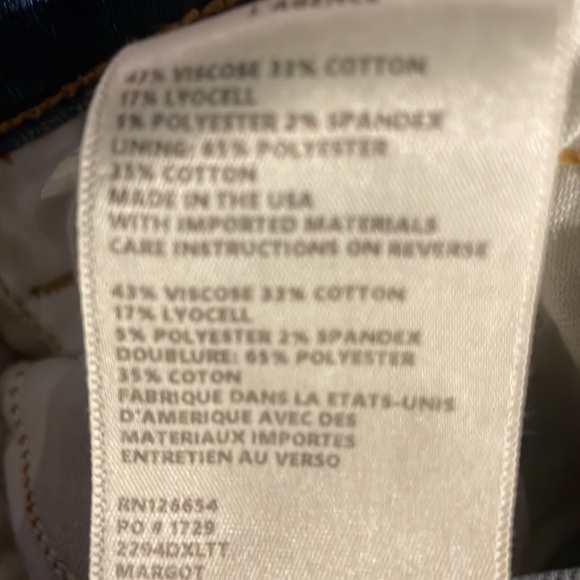 L'AGENCE
43% VISCOSE 33% COTTON
17% LYOCELL
5% POLYESTER 2% SPANDEX
LINING: 65% POLYESTER
35% COTTON
MADE IN THE USA
WITH IMPORTED MATERIALS
CARE INSTRUCTIONS ON REVERSE
43% VISCOSE 33% COTTON
17% LYOCELL
5% POLYESTER 2% SPANDEX
DOUBLURE: 65% POLYESTER
35% COTON
FABRIQUE DANS LA ETATS-UNIS
D'AMERIQUE AVEC DES
MATERIAUX IMPORTES
ENTRETIEN AU VERSO
RN126654
PO # 1729
2294DXLTT
MARGOT